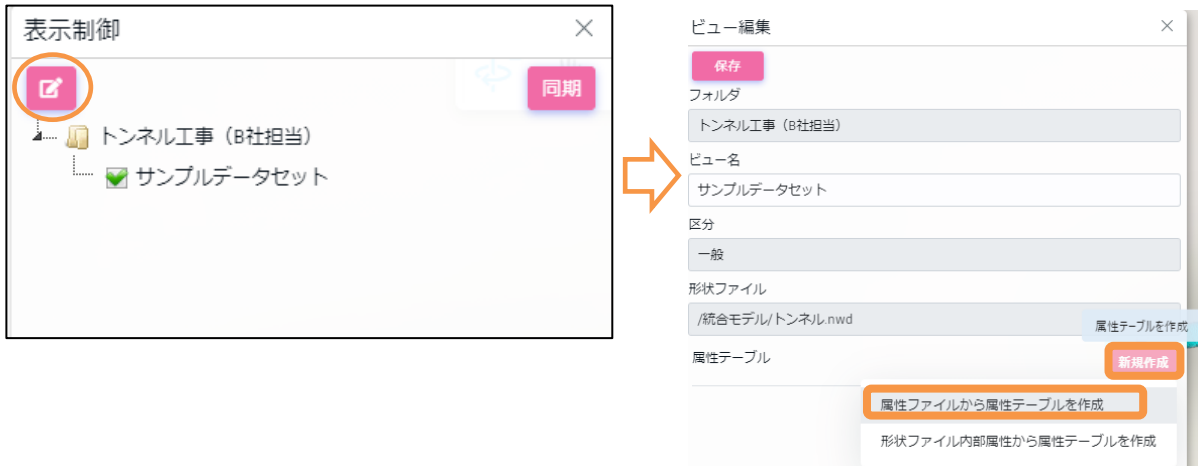 表示制御
同期
トンネル工事（B社担当）
サンプルデータセット
ビュー編集
保存
フォルダ
トンネル工事（B社担当）
ビュー名
サンプルデータセット
区分
一般
形状ファイル
/統合モデル/トンネル.nwd
属性テーブルを作成
属性テーブル
新規作成
属性ファイルから属性テーブルを作成
形状ファイル内部属性から属性テーブルを作成